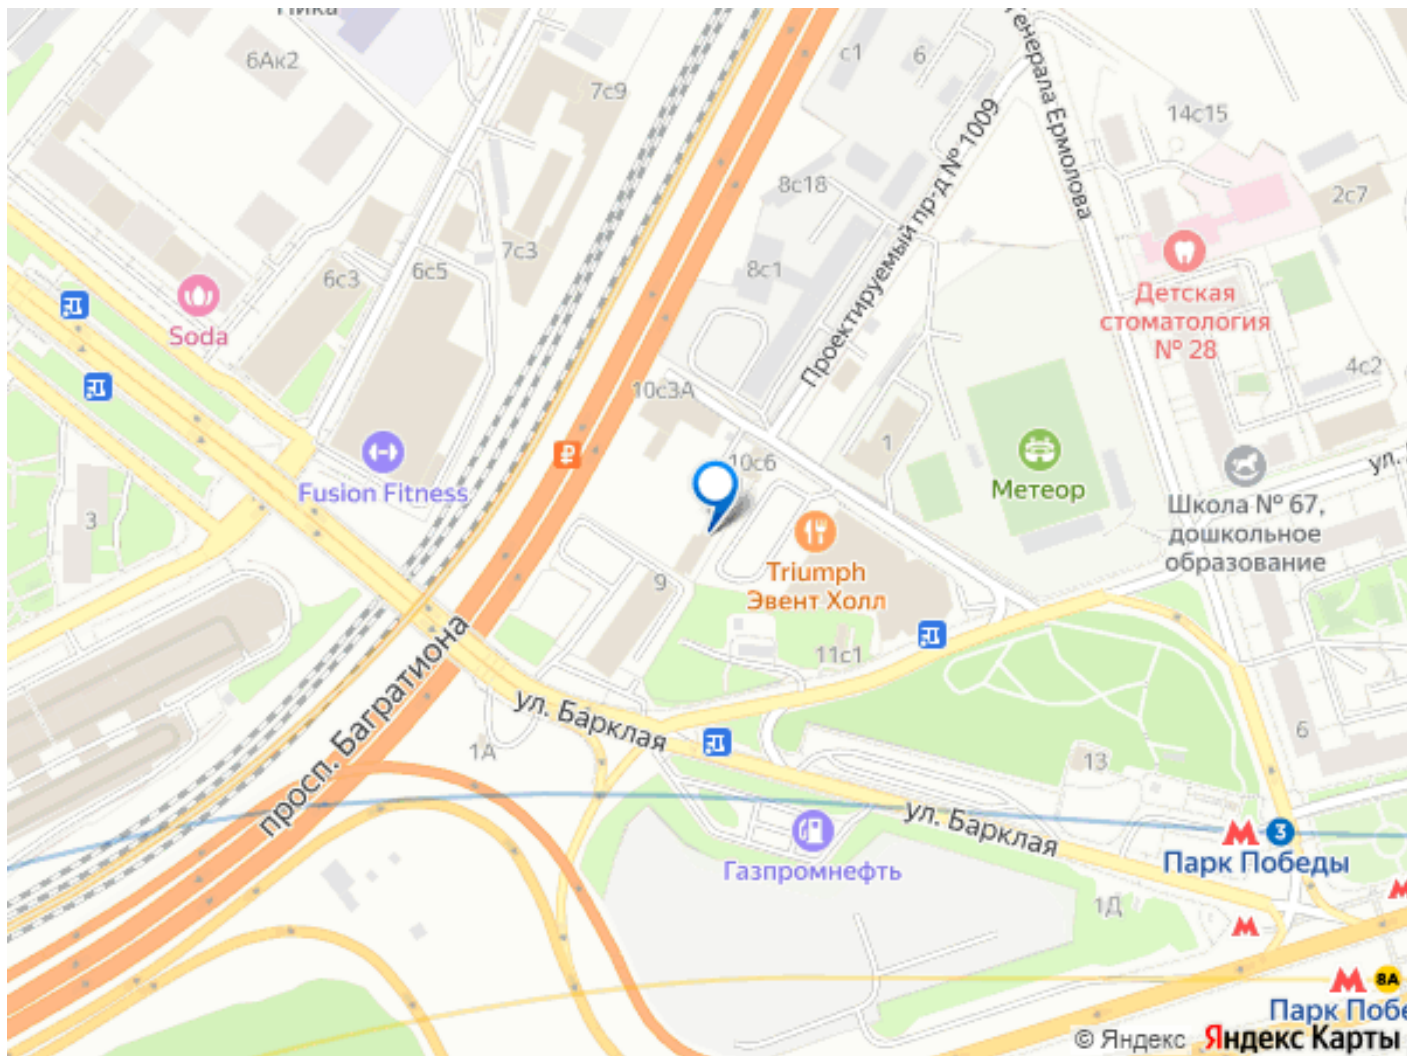 6Ак2
7с9
с1
6
Генерала Ермолова
14с15
Проектируемый пр-д № 1009
8с18
2с7
7с3
6с5
6с3
8с1
Soda
Детская
стоматология
№ 28
10с3А
4с2
1
10с6
Fusion Fitness
Метеор
ул.
Школа № 67,
дошкольное
образование
3
Triumph
Эвент Холл
9
11с1
просп. Багратиона
ул. Барклая
1А
6
13
ул. Барклая
3
Парк Победы
Газпромнефть
1Д
8А
Парк Побе
© Яндекс Яндекс Карты